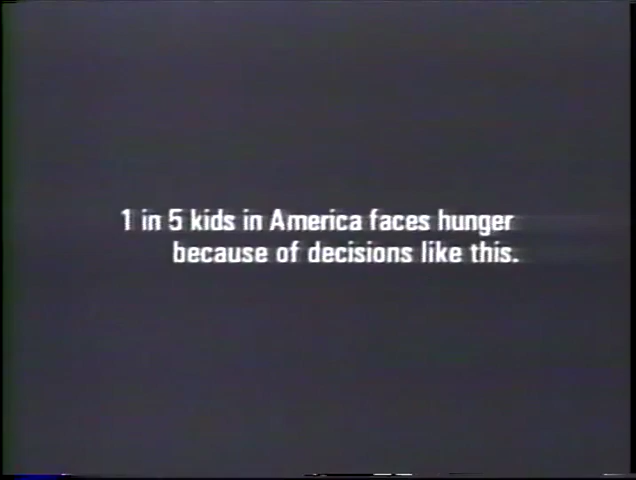 1 in 5 kids in America faces hunger
because of decisions like this.